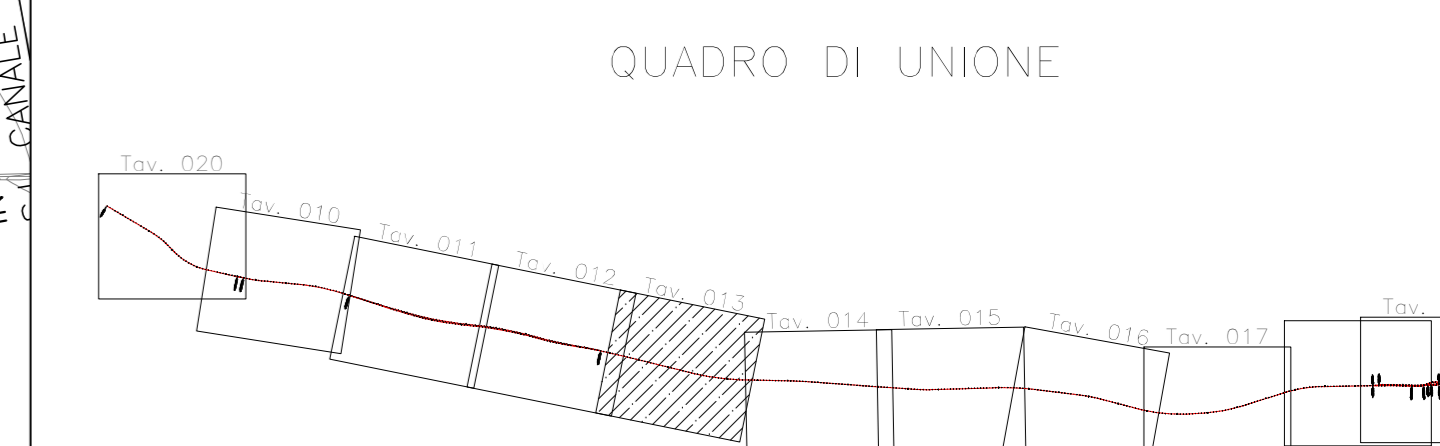 CANALE
QUADRO DI UNIONE
Tav. 020
Tav. 010
Tav. 011
Tav. 012
Tav. 013
Tav. 014
Tav. 015
Tav. 016
Tav. 017
Tav.